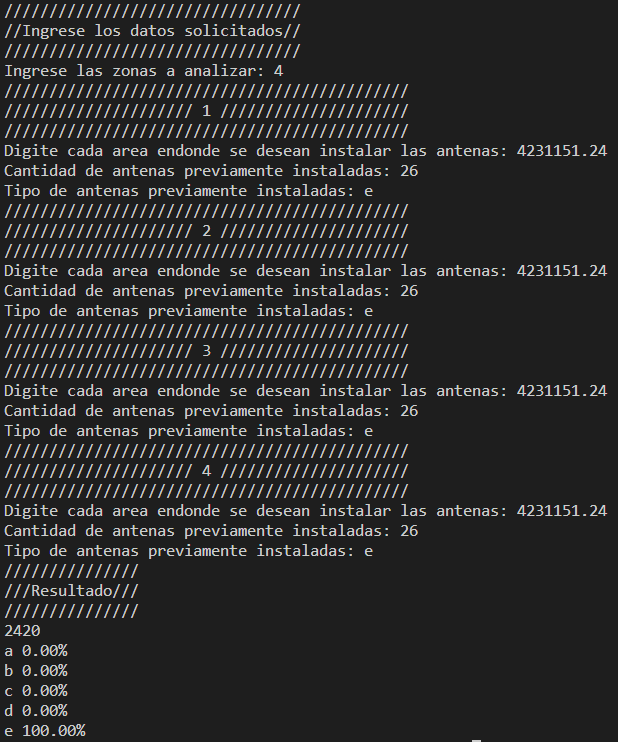 /////////////////////////////////
//Ingrese los datos solicitados//
/////////////////////////////////
Ingrese las zonas a analizar: 4
/////////////////////////////////////////////
///////////////////// 1 /////////////////////
/////////////////////////////////////////////
Digite cada area endonde se desean instalar las antenas: 4231151.24
Cantidad de antenas previamente instaladas: 26
Tipo de antenas previamente instaladas: e
/////////////////////////////////////////////
///////////////////// 2 /////////////////////
/////////////////////////////////////////////
Digite cada area endonde se desean instalar las antenas: 4231151.24
Cantidad de antenas previamente instaladas: 26
Tipo de antenas previamente instaladas: e
/////////////////////////////////////////////
///////////////////// 3 /////////////////////
/////////////////////////////////////////////
Digite cada area endonde se desean instalar las antenas: 4231151.24
Cantidad de antenas previamente instaladas: 26
Tipo de antenas previamente instaladas: e
/////////////////////////////////////////////
///////////////////// 4 /////////////////////
/////////////////////////////////////////////
Digite cada area endonde se desean instalar las antenas: 4231151.24
Cantidad de antenas previamente instaladas: 26
Tipo de antenas previamente instaladas: e
///////////////
///Resultado///
///////////////
2420
a 0.00%
b 0.00%
c 0.00%
d 0.00%
e 100.00%